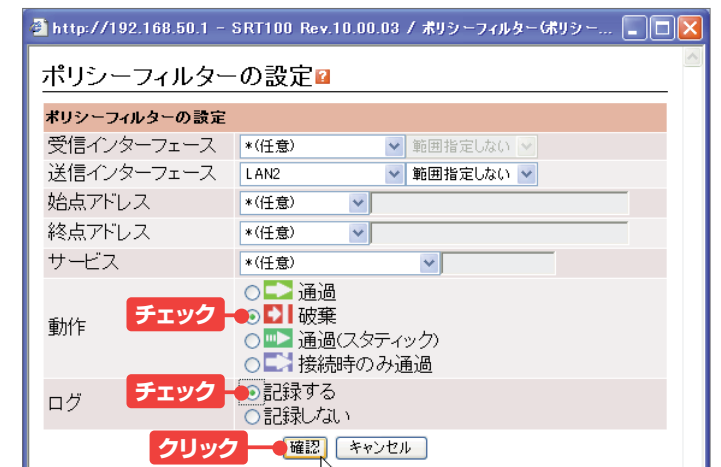 http://192.168.50.1 - SRT100 Rev.10.00.03 / ポリシーフィルター(ポリシー...
ポリシーフィルターの設定?
ポリシーフィルターの設定
受信インターフェース *(任意) 範囲指定しない
送信インターフェース LAN2 範囲指定しない
始点アドレス *(任意)
終点アドレス *(任意)
サービス *(任意)
動作
通過
チェック 破棄
通過(スタティック)
接続時のみ通過
ログ
チェック 記録する
記録しない
クリック 確認 キャンセル